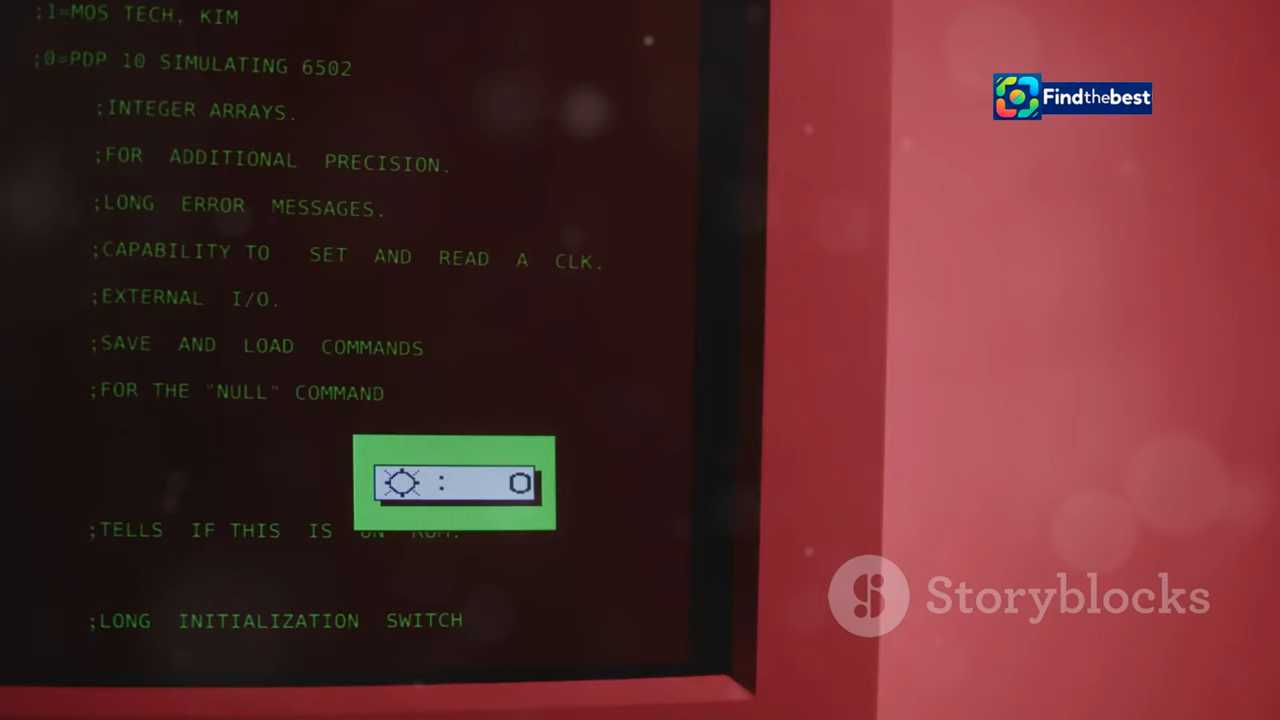 ;1=MOS TECH, KIM
;0=PDP 10 SIMULATING 6502
;INTEGER ARRAYS.
;FOR ADDITIONAL PRECISION.
;LONG ERROR MESSAGES.
;CAPABILITY TO SET AND READ A CLK.
;EXTERNAL I/O.
;SAVE AND LOAD COMMANDS
;FOR THE "NULL" COMMAND
: O
;TELLS IF THIS IS ON ROM.
;LONG INITIALIZATION SWITCH
Findthebest
Storyblocks